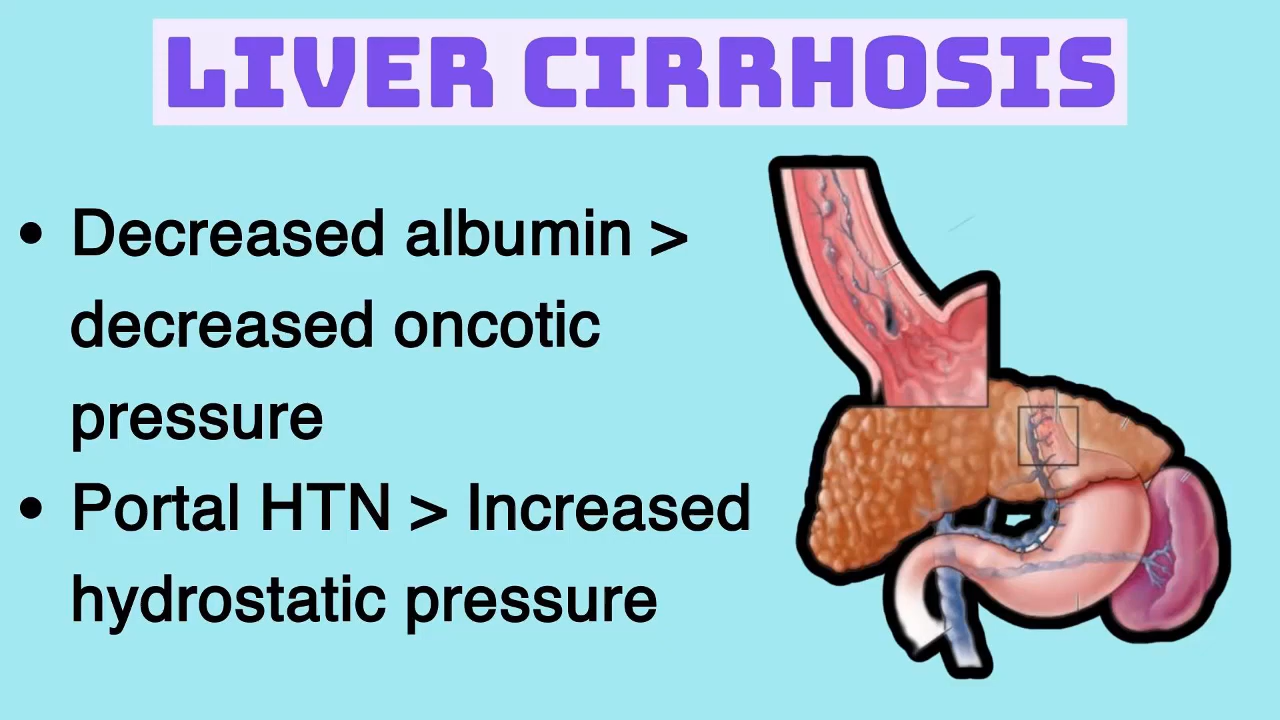 LIVER CIRRHOSIS
• Decreased albumin >
decreased oncotic
pressure
• Portal HTN > Increased
hydrostatic pressure